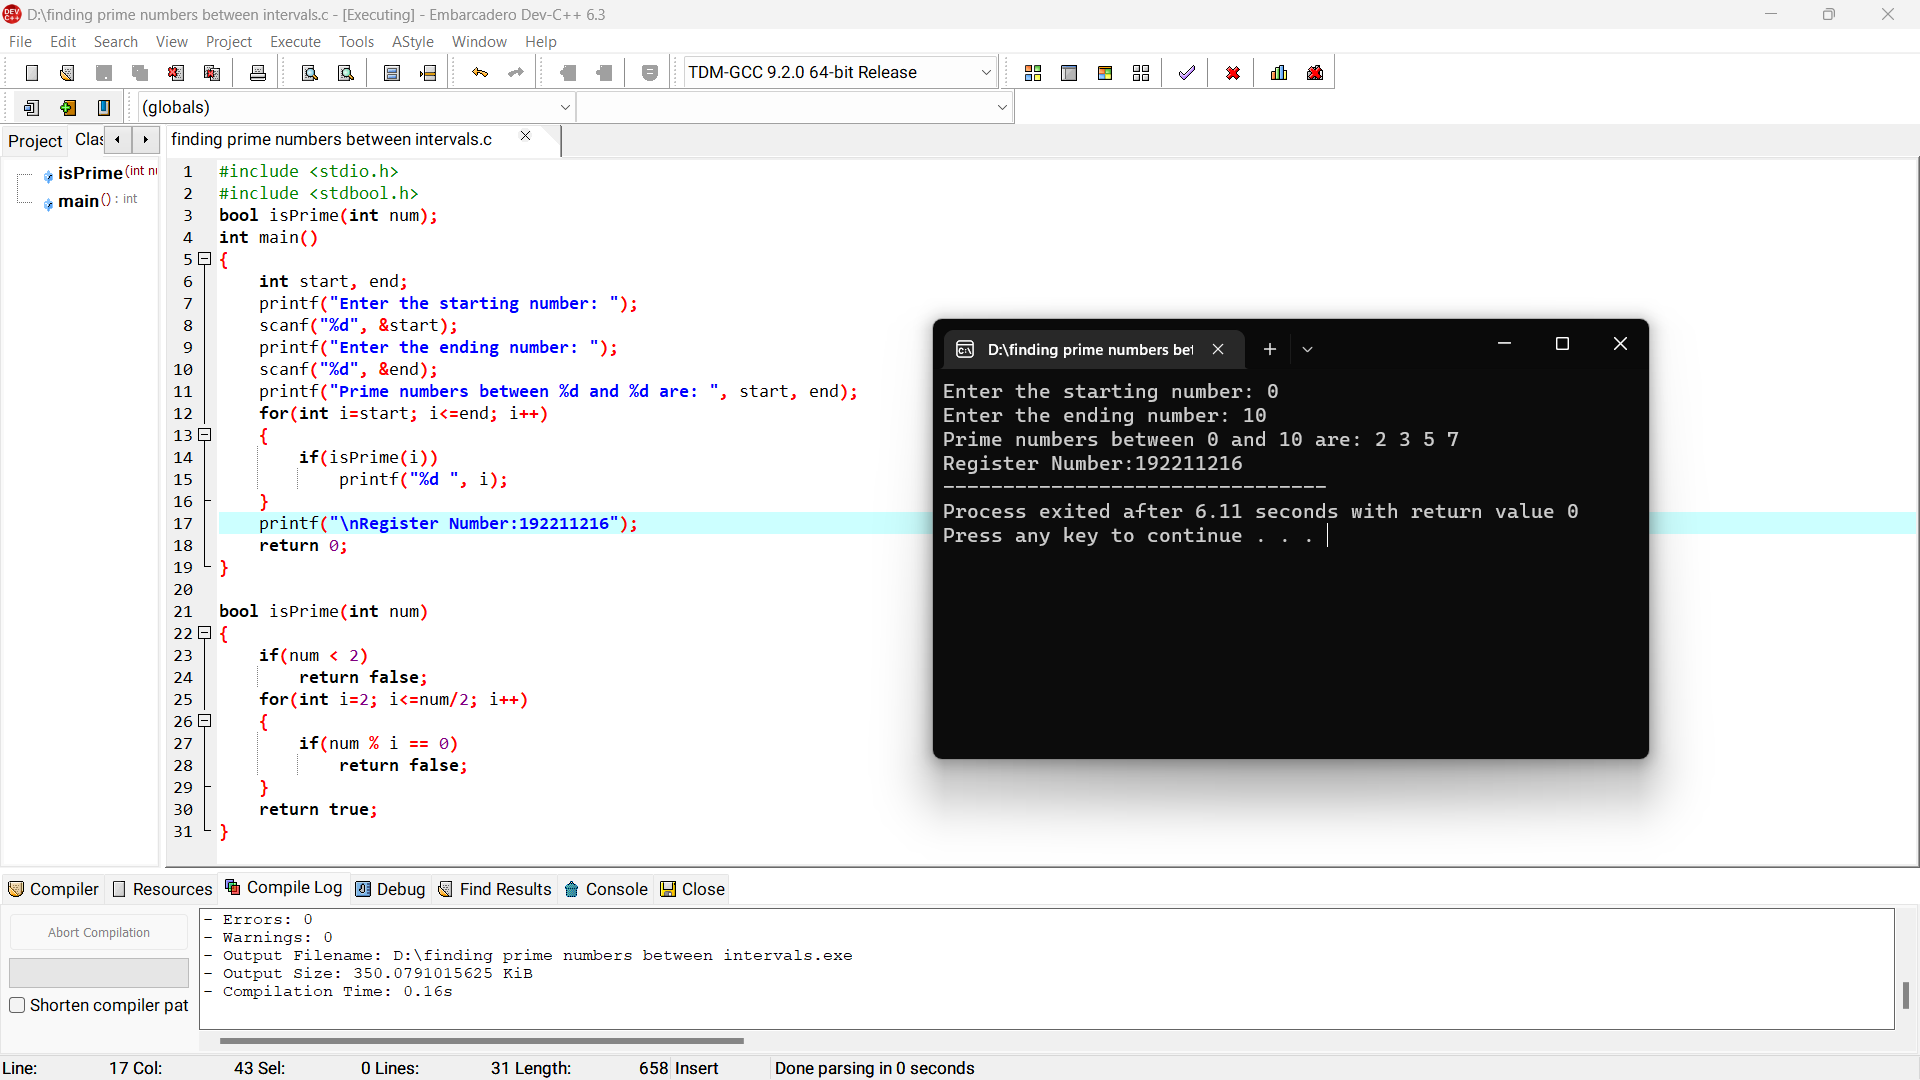 D:\finding prime numbers between intervals.c - [Executing] - Embarcadero Dev-C++ 6.3
File Edit Search View Project Execute Tools AStyle Window Help
TDM-GCC 9.2.0 64-bit Release
(globals)
Project Clas
finding prime numbers between intervals.c
isPrime (int nu
main () : int
1 #include <stdio.h>
2 #include <stdbool.h>
3 bool isPrime(int num);
4 int main()
5 {
6 int start, end;
7 printf("Enter the starting number: ");
8 scanf("%d", &start);
9 printf("Enter the ending number: ");
10 scanf("%d", &end);
11 printf("Prime numbers between %d and %d are: ", start, end);
12 for(int i=start; i<=end; i++)
13 {
14 if(isPrime(i))
15 printf("%d ", i);
16 }
17 printf("\nRegister Number:192211216");
18 return 0;
19 }
20
21 bool isPrime(int num)
22 {
23 if(num < 2)
24 return false;
25 for(int i=2; i<=num/2; i++)
26 {
27 if(num % i == 0)
28 return false;
29 }
30 return true;
31 }
D:\finding prime numbers bet
Enter the starting number: 0
Enter the ending number: 10
Prime numbers between 0 and 10 are: 2 3 5 7
Register Number:192211216
--------------------------------
Process exited after 6.11 seconds with return value 0
Press any key to continue . . .
Compiler Resources Compile Log Debug Find Results Console Close
Abort Compilation
Shorten compiler pat
- Errors: 0
- Warnings: 0
- Output Filename: D:\finding prime numbers between intervals.exe
- Output Size: 350.0791015625 KiB
- Compilation Time: 0.16s
Line: 17 Col: 43 Sel: 0 Lines: 31 Length: 658 Insert Done parsing in 0 seconds